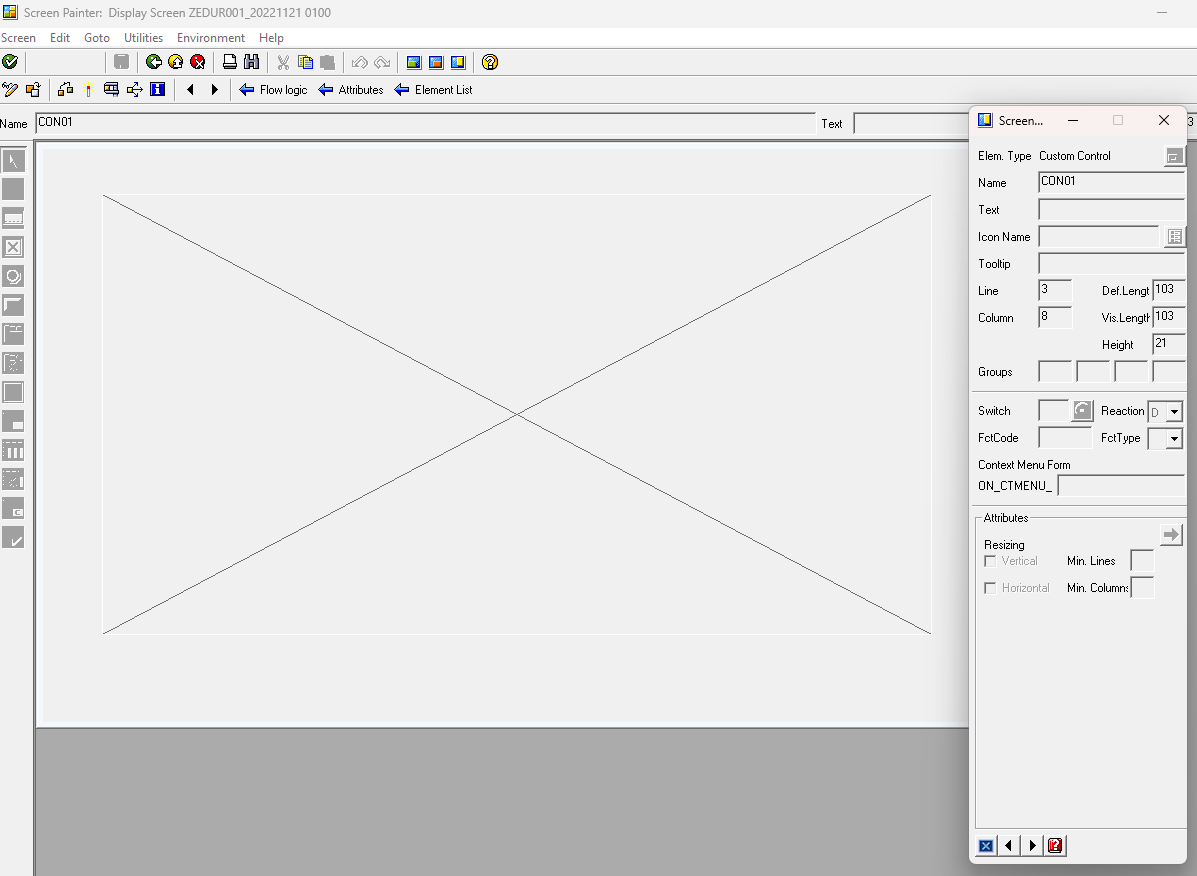 Screen Painter: Display Screen ZEDUR001_20221121 0100
Screen Edit Goto Utilities Environment Help
Flow logic Attributes Element List
Name CON01 Text 3
Screen...
Elem. Type Custom Control
Name CON01
Text
Icon Name
Tooltip
Line 3 Def.Lengt 103
Column 8 Vis.Length 103
Height 21
Groups
Switch Reaction D
FctCode FctType
Context Menu Form
ON_CTMENU_
Attributes
Resizing
Vertical Min. Lines
Horizontal Min. Columns